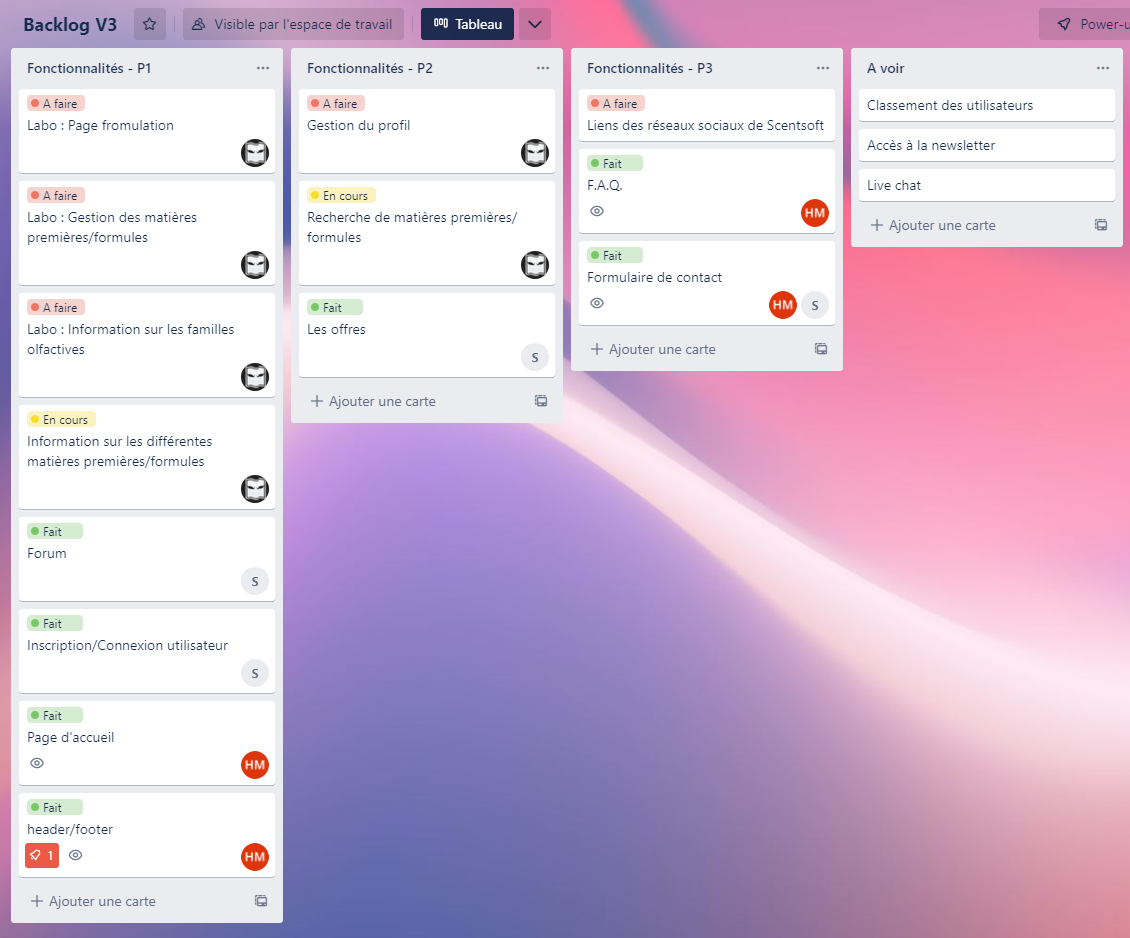 Backlog V3
Visible par l'espace de travail
Tableau
Power-u
Fonctionnalités - P1
A faire
Labo : Page fromulation
A faire
Labo : Gestion des matières
premières/formules
A faire
Labo : Information sur les familles
olfactives
En cours
Information sur les différentes
matières premières/formules
Fait
Forum
S
Fait
Inscription/Connexion utilisateur
S
Fait
Page d'accueil
HM
Fait
header/footer
1
HM
Ajouter une carte
Fonctionnalités - P2
A faire
Gestion du profil
En cours
Recherche de matières premières/
formules
Fait
Les offres
S
Ajouter une carte
Fonctionnalités - P3
A faire
Liens des réseaux sociaux de Scentsoft
Fait
F.A.Q.
HM
Fait
Formulaire de contact
HM
S
Ajouter une carte
A voir
Classement des utilisateurs
Accès à la newsletter
Live chat
Ajouter une carte